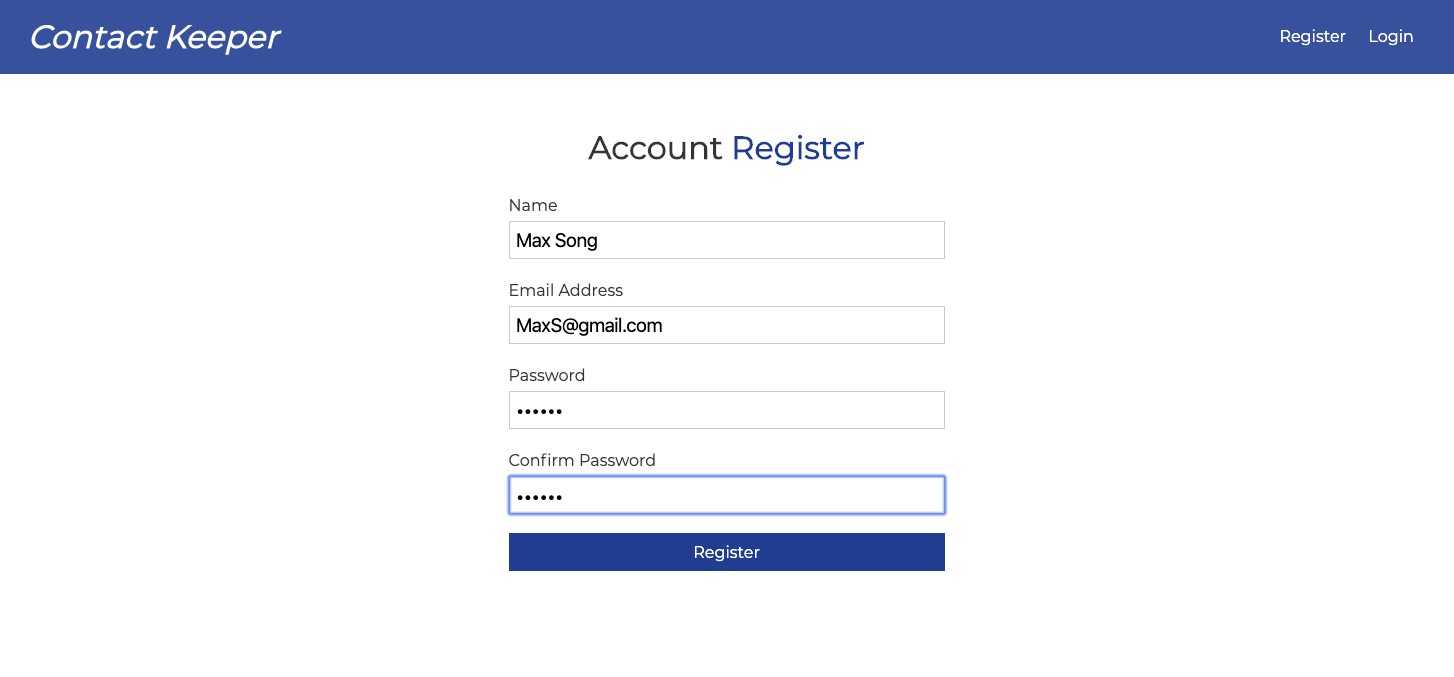 Contact Keeper
Register Login
Account Register
Name
Max Song
Email Address
MaxS@gmail.com
Password
••••••
Confirm Password
••••••
Register